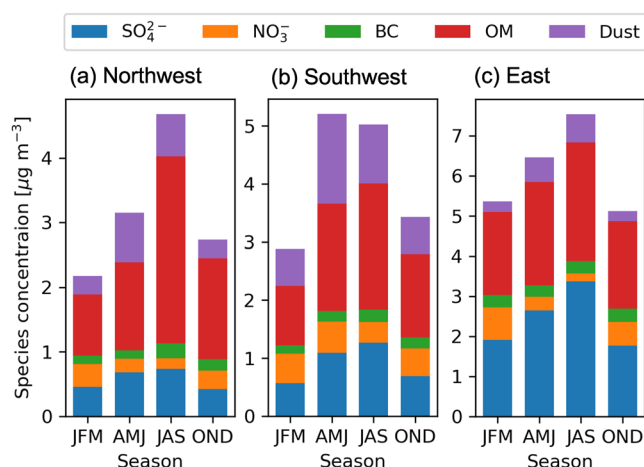 SO₄²⁻ NO₃⁻ BC OM Dust
(a) Northwest (b) Southwest (c) East
Species concentraion [μg m⁻³]
4
3
2
1
0
JFM AMJ JAS OND
Season
5
4
3
2
1
0
JFM AMJ JAS OND
Season
7
6
5
4
3
2
1
0
JFM AMJ JAS OND
Season